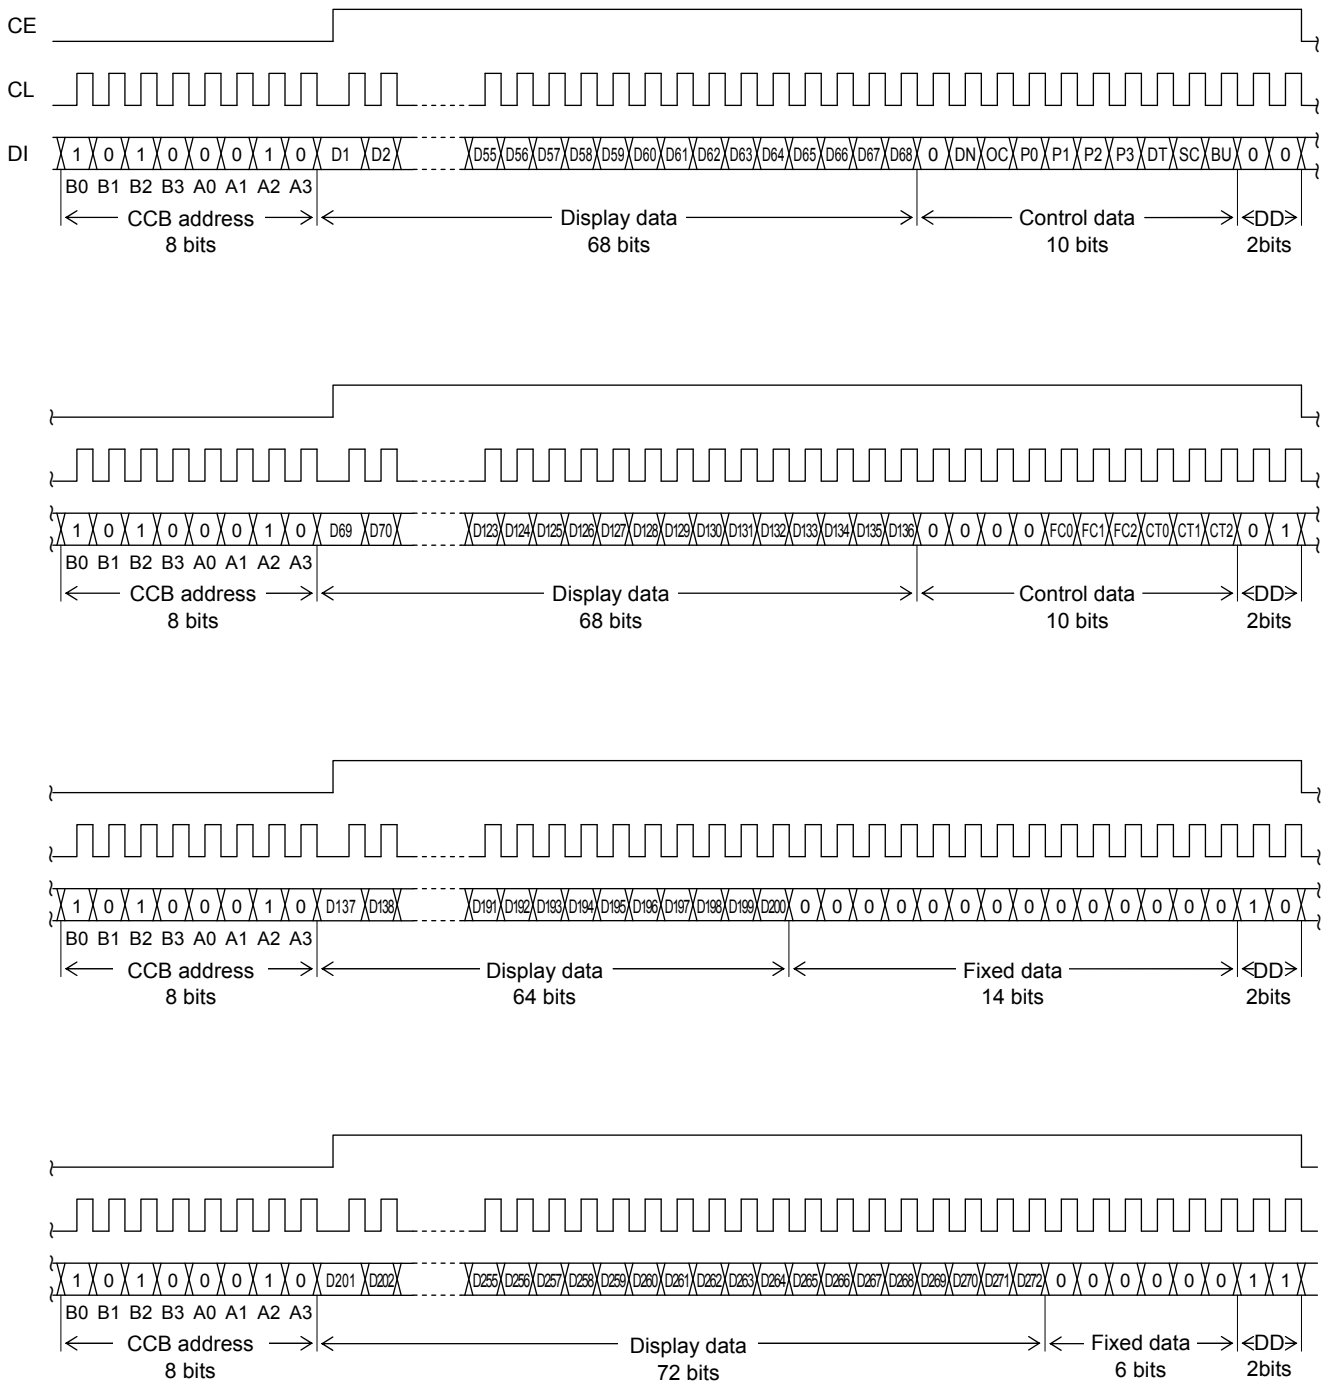 CE
CL
DI 1 0 1 0 0 0 1 0 D1 D2 D55 D56 D57 D58 D59 D60 D61 D62 D63 D64 D65 D66 D67 D68 0 DN OC P0 P1 P2 P3 DT SC BU 0 0
B0 B1 B2 B3 A0 A1 A2 A3
CCB address Display data Control data DD
8 bits 68 bits 10 bits 2bits
1 0 1 0 0 0 1 0 D69 D70 D123 D124 D125 D126 D127 D128 D129 D130 D131 D132 D133 D134 D135 D136 0 0 0 0 FC0 FC1 FC2 CT0 CT1 CT2 0 1
B0 B1 B2 B3 A0 A1 A2 A3
CCB address Display data Control data DD
8 bits 68 bits 10 bits 2bits
1 0 1 0 0 0 1 0 D137 D138 D191 D192 D193 D194 D195 D196 D197 D198 D199 D200 0 0 0 0 0 0 0 0 0 0 0 0 0 0 1 0
B0 B1 B2 B3 A0 A1 A2 A3
CCB address Display data Fixed data DD
8 bits 64 bits 14 bits 2bits
1 0 1 0 0 0 1 0 D201 D202 D255 D256 D257 D258 D259 D260 D261 D262 D263 D264 D265 D266 D267 D268 D269 D270 D271 D272 0 0 0 0 0 0 1 1
B0 B1 B2 B3 A0 A1 A2 A3
CCB address Display data Fixed data DD
8 bits 72 bits 6 bits 2bits